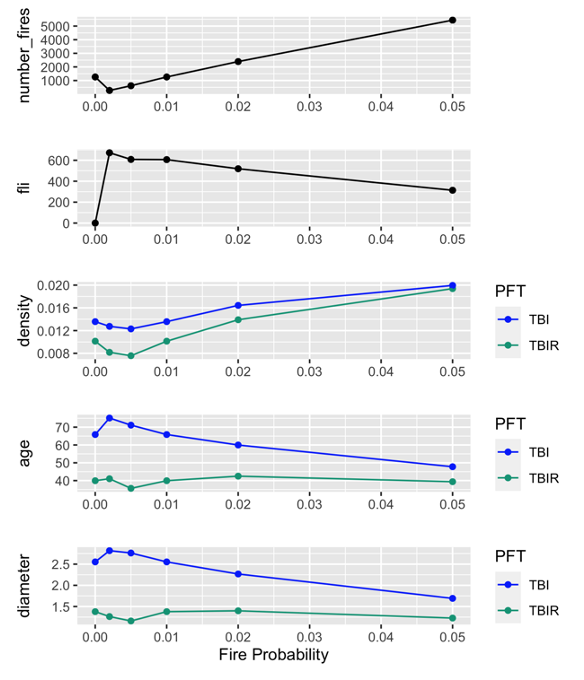 number_fires
5000
4000
3000
2000
1000
0.00 0.01 0.02 0.03 0.04 0.05
fli
600
400
200
0
0.00 0.01 0.02 0.03 0.04 0.05
density
0.020
0.016
0.012
0.008
0.00 0.01 0.02 0.03 0.04 0.05
PFT
TBI
TBIR
age
70
60
50
40
0.00 0.01 0.02 0.03 0.04 0.05
PFT
TBI
TBIR
diameter
2.5
2.0
1.5
0.00 0.01 0.02 0.03 0.04 0.05
Fire Probability
PFT
TBI
TBIR